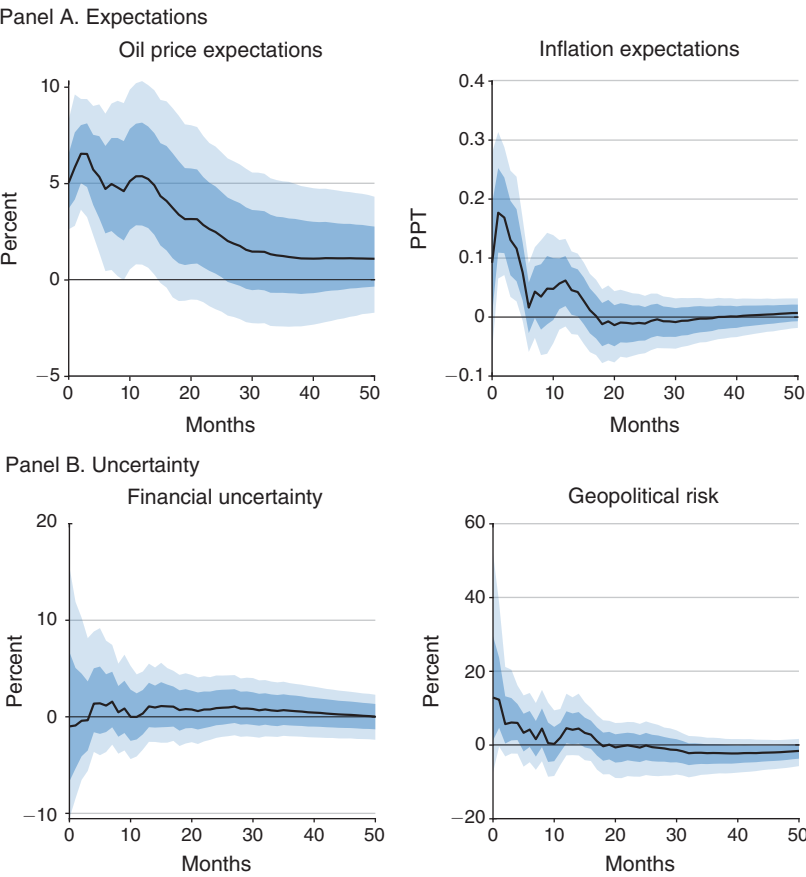 Panel A. Expectations
Oil price expectations
Inflation expectations
Percent
10
5
0
−5
0 10 20 30 40 50
Months
PPT
0.4
0.3
0.2
0.1
0
−0.1
0 10 20 30 40 50
Months
Panel B. Uncertainty
Financial uncertainty
Geopolitical risk
Percent
20
10
0
−10
0 10 20 30 40 50
Months
Percent
60
40
20
0
−20
0 10 20 30 40 50
Months